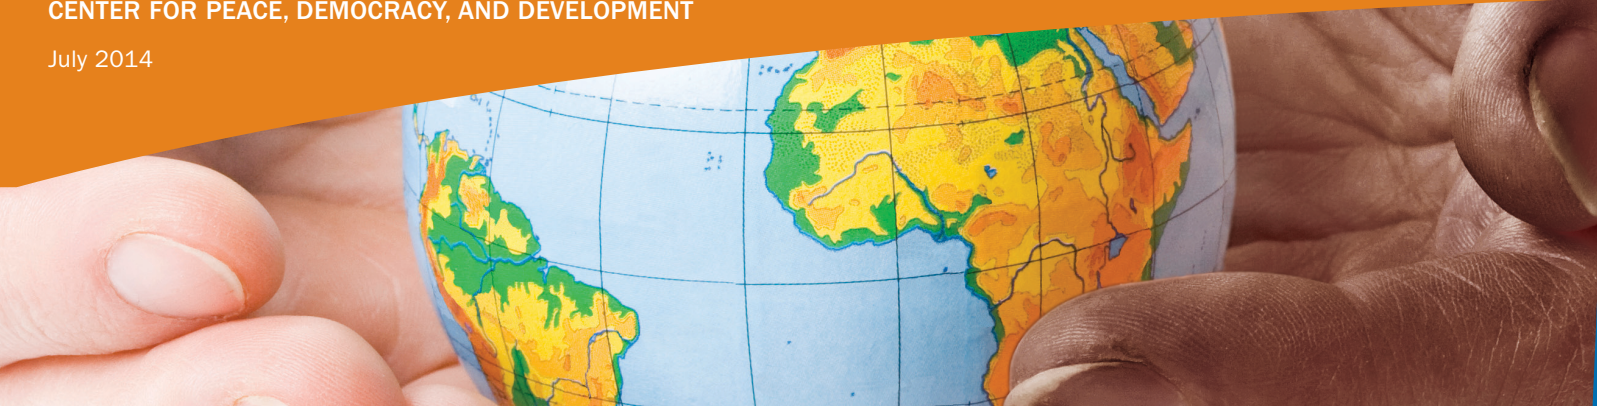 CENTER FOR PEACE, DEMOCRACY, AND DEVELOPMENT
July 2014